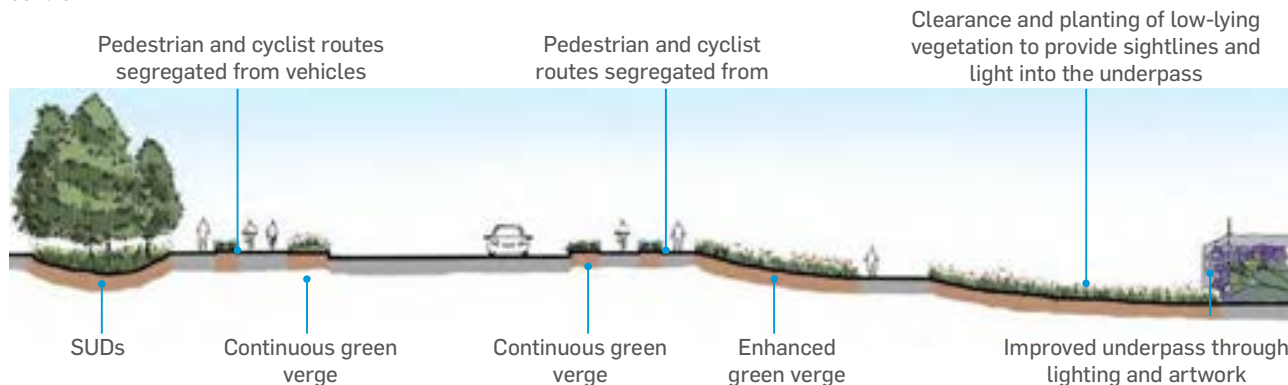 Pedestrian and cyclist routes
segregated from vehicles
Pedestrian and cyclist
routes segregated from
Clearance and planting of low-lying
vegetation to provide sightlines and
light into the underpass
SUDs
Continuous green
verge
Continuous green
verge
Enhanced
green verge
Improved underpass through
lighting and artwork